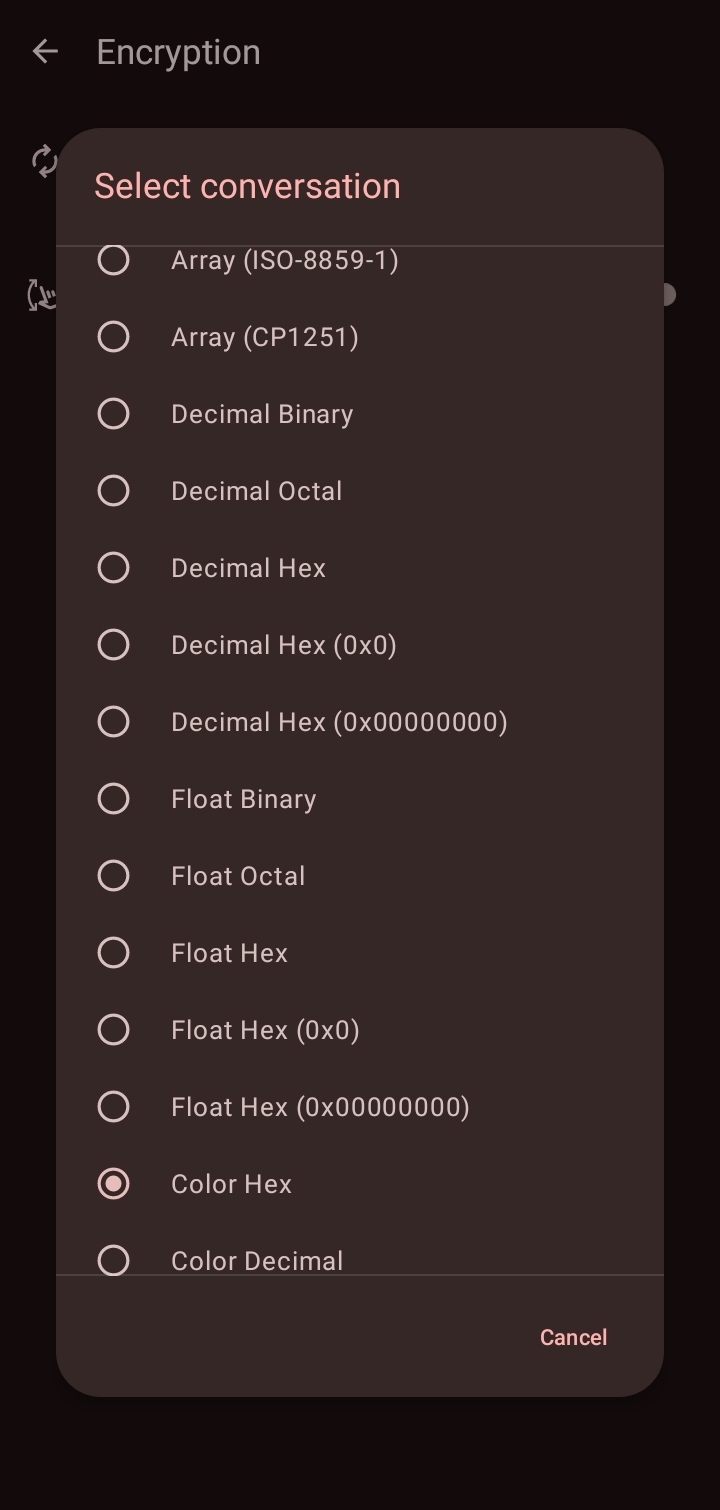 Encryption
Select conversation
Array (ISO-8859-1)
Array (CP1251)
Decimal Binary
Decimal Octal
Decimal Hex
Decimal Hex (0x0)
Decimal Hex (0x00000000)
Float Binary
Float Octal
Float Hex
Float Hex (0x0)
Float Hex (0x00000000)
Color Hex
Color Decimal
Cancel